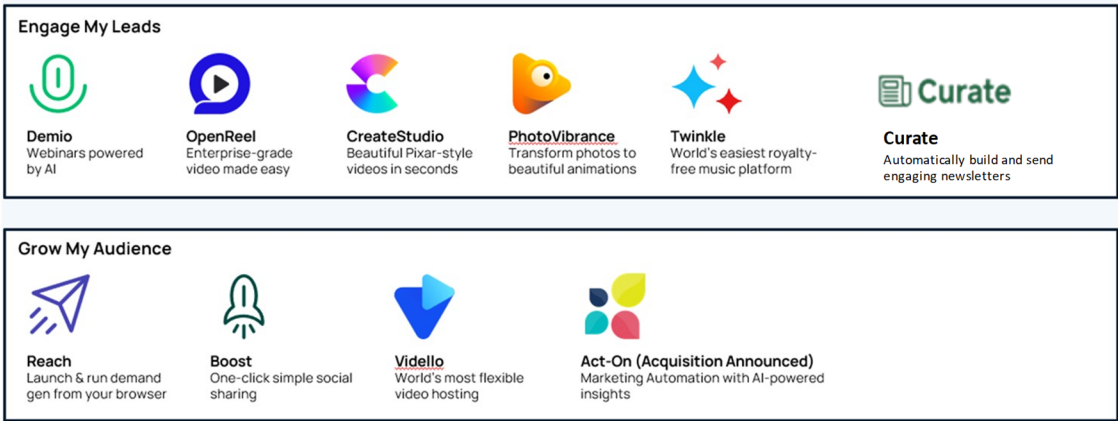 Engage My Leads
Curate
Demio
Webinars powered
by AI
OpenReel
Enterprise-grade
video made easy
CreateStudio
Beautiful Pixar-style
videos in seconds
PhotoVibrance
Transform photos to
beautiful animations
Twinkle
World's easiest royalty-
free music platform
Curate
Automatically build and send
engaging newsletters
Grow My Audience
Reach
Launch & run demand
gen from your browser
Boost
One-click simple social
sharing
Vidello
World's most flexible
video hosting
Act-On (Acquisition Announced)
Marketing Automation with AI-powered
insights